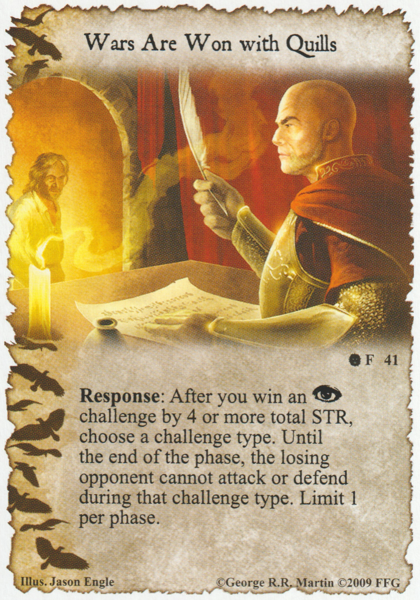 Wars Are Won with Quills
F 41
Response: After you win an
challenge by 4 or more total STR,
choose a challenge type. Until
the end of the phase, the losing
opponent cannot attack or defend
during that challenge type. Limit 1
per phase.
Illus. Jason Engle ©George R.R. Martin ©2009 FFG